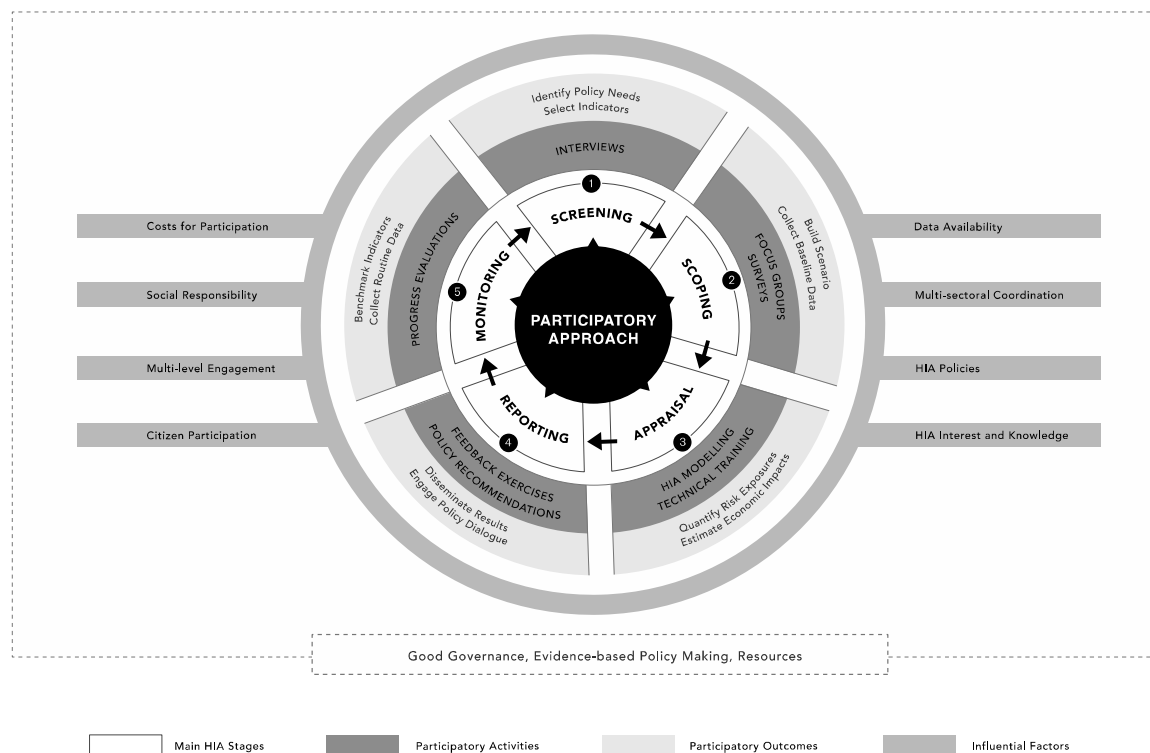 Identify Policy Needs
Select Indicators
INTERVIEWS
1
SCREENING
Build Scenario
Collect Baseline Data
FOCUS GROUPS
SURVEYS
2
SCOPING
PARTICIPATORY
APPROACH
APPRAISAL
3
HIA MODELLING
TECHNICAL TRAINING
Quantify Risk Exposures
Estimate Economic Impacts
REPORTING
4
FEEDBACK EXERCISES
POLICY RECOMMENDATIONS
Disseminate Results
Engage Policy Dialogue
MONITORING
5
PROGRESS EVALUATIONS
Benchmark Indicators
Collect Routine Data
Costs for Participation
Social Responsibility
Multi-level Engagement
Citizen Participation
Data Availability
Multi-sectoral Coordination
HIA Policies
HIA Interest and Knowledge
Good Governance, Evidence-based Policy Making, Resources
Main HIA Stages
Participatory Activities
Participatory Outcomes
Influential Factors